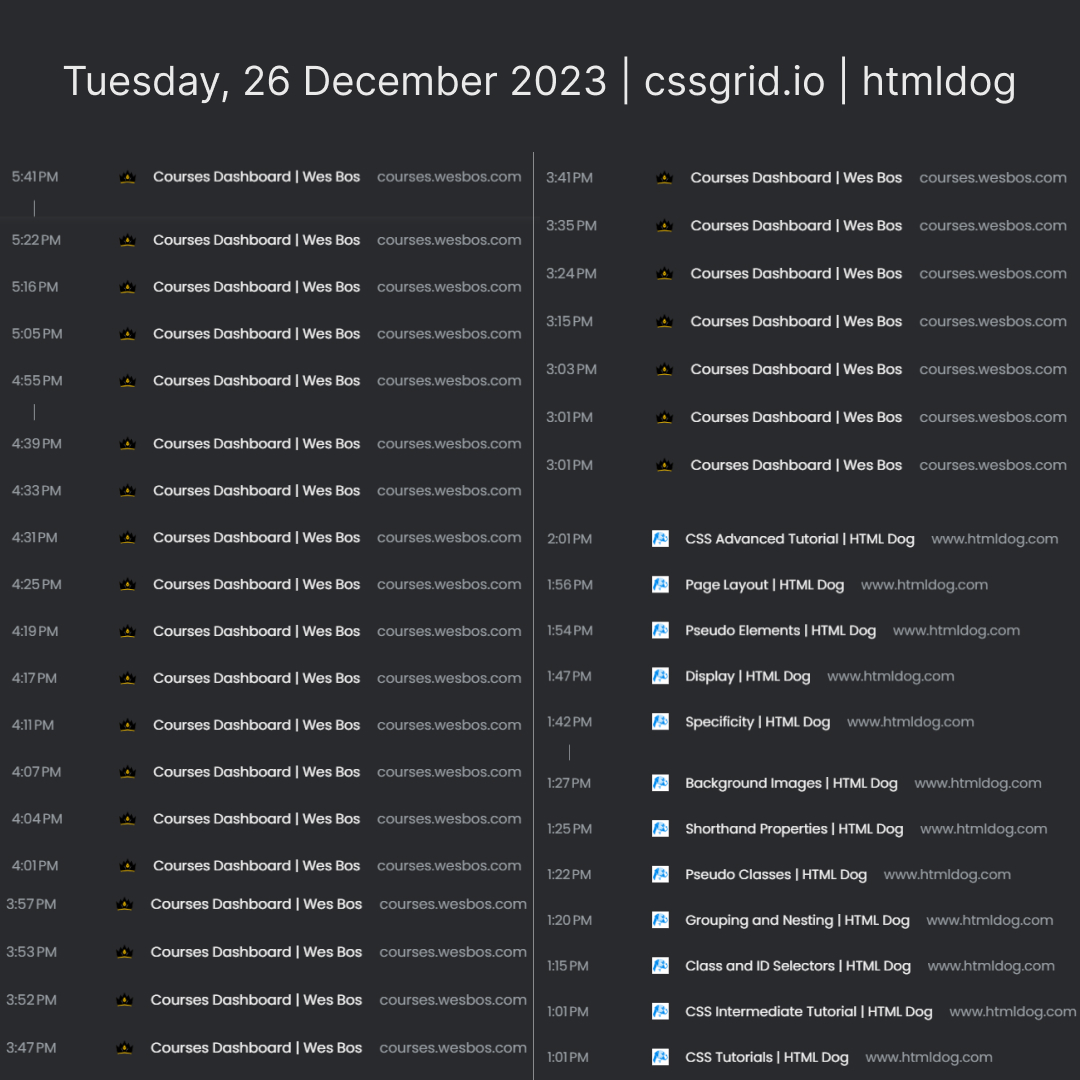 Tuesday, 26 December 2023 | cssgrid.io | htmldog
5:41 PM Courses Dashboard | Wes Bos courses.wesbos.com
5:22 PM Courses Dashboard | Wes Bos courses.wesbos.com
5:16 PM Courses Dashboard | Wes Bos courses.wesbos.com
5:05 PM Courses Dashboard | Wes Bos courses.wesbos.com
4:55 PM Courses Dashboard | Wes Bos courses.wesbos.com
4:39 PM Courses Dashboard | Wes Bos courses.wesbos.com
4:33 PM Courses Dashboard | Wes Bos courses.wesbos.com
4:31 PM Courses Dashboard | Wes Bos courses.wesbos.com
4:25 PM Courses Dashboard | Wes Bos courses.wesbos.com
4:19 PM Courses Dashboard | Wes Bos courses.wesbos.com
4:17 PM Courses Dashboard | Wes Bos courses.wesbos.com
4:11 PM Courses Dashboard | Wes Bos courses.wesbos.com
4:07 PM Courses Dashboard | Wes Bos courses.wesbos.com
4:04 PM Courses Dashboard | Wes Bos courses.wesbos.com
4:01 PM Courses Dashboard | Wes Bos courses.wesbos.com
3:57 PM Courses Dashboard | Wes Bos courses.wesbos.com
3:53 PM Courses Dashboard | Wes Bos courses.wesbos.com
3:52 PM Courses Dashboard | Wes Bos courses.wesbos.com
3:47 PM Courses Dashboard | Wes Bos courses.wesbos.com
3:41 PM Courses Dashboard | Wes Bos courses.wesbos.com
3:35 PM Courses Dashboard | Wes Bos courses.wesbos.com
3:24 PM Courses Dashboard | Wes Bos courses.wesbos.com
3:15 PM Courses Dashboard | Wes Bos courses.wesbos.com
3:03 PM Courses Dashboard | Wes Bos courses.wesbos.com
3:01 PM Courses Dashboard | Wes Bos courses.wesbos.com
3:01 PM Courses Dashboard | Wes Bos courses.wesbos.com
2:01 PM CSS Advanced Tutorial | HTML Dog www.htmldog.com
1:56 PM Page Layout | HTML Dog www.htmldog.com
1:54 PM Pseudo Elements | HTML Dog www.htmldog.com
1:47 PM Display | HTML Dog www.htmldog.com
1:42 PM Specificity | HTML Dog www.htmldog.com
1:27 PM Background Images | HTML Dog www.htmldog.com
1:25 PM Shorthand Properties | HTML Dog www.htmldog.com
1:22 PM Pseudo Classes | HTML Dog www.htmldog.com
1:20 PM Grouping and Nesting | HTML Dog www.htmldog.com
1:15 PM Class and ID Selectors | HTML Dog www.htmldog.com
1:01 PM CSS Intermediate Tutorial | HTML Dog www.htmldog.com
1:01 PM CSS Tutorials | HTML Dog www.htmldog.com